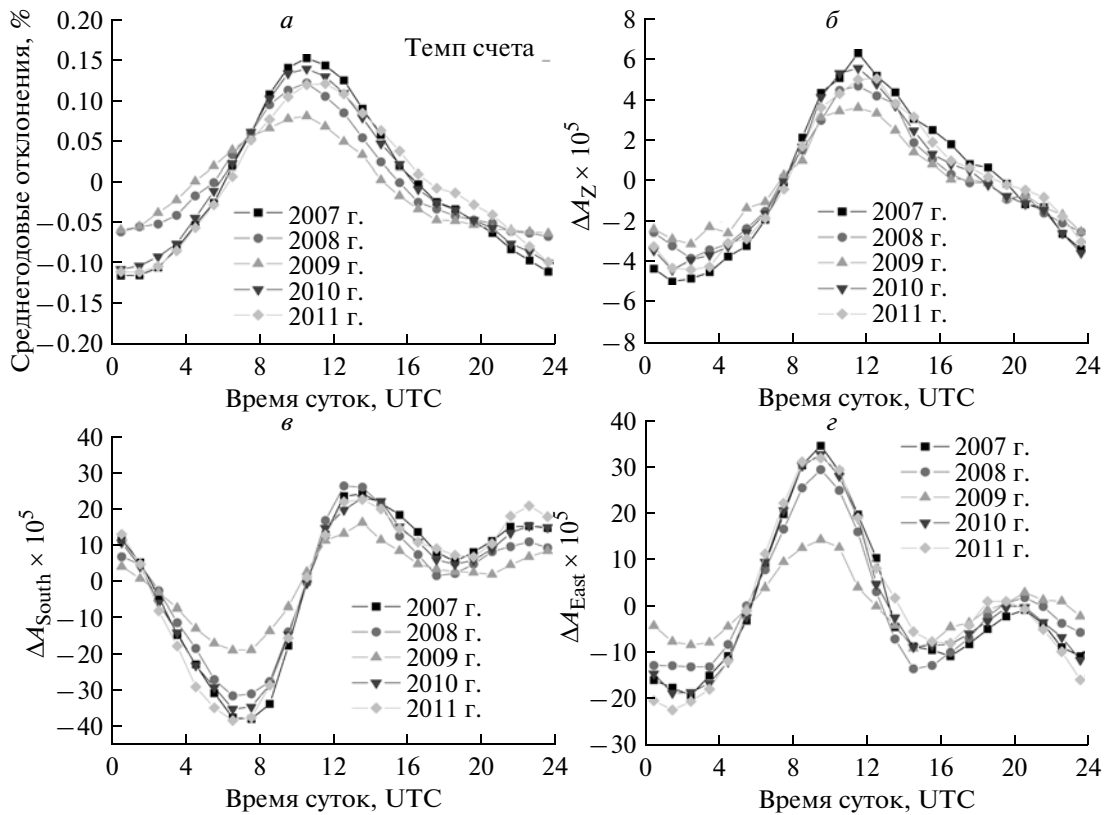 а
Среднегодовые отклонения, %
0.20
0.15
0.10
0.05
0
−0.05
−0.10
−0.15
−0.20
Темп счета
2007 г.
2008 г.
2009 г.
2010 г.
2011 г.
0 4 8 12 16 20 24
Время суток, UTC
б
ΔA_Z × 10^5
8
6
4
2
0
−2
−4
−6
−8
2007 г.
2008 г.
2009 г.
2010 г.
2011 г.
0 4 8 12 16 20 24
Время суток, UTC
в
ΔA_South × 10^5
40
30
20
10
0
−10
−20
−30
−40
2007 г.
2008 г.
2009 г.
2010 г.
2011 г.
0 4 8 12 16 20 24
Время суток, UTC
г
ΔA_East × 10^5
40
30
20
10
0
−10
−20
−30
2007 г.
2008 г.
2009 г.
2010 г.
2011 г.
0 4 8 12 16 20 24
Время суток, UTC